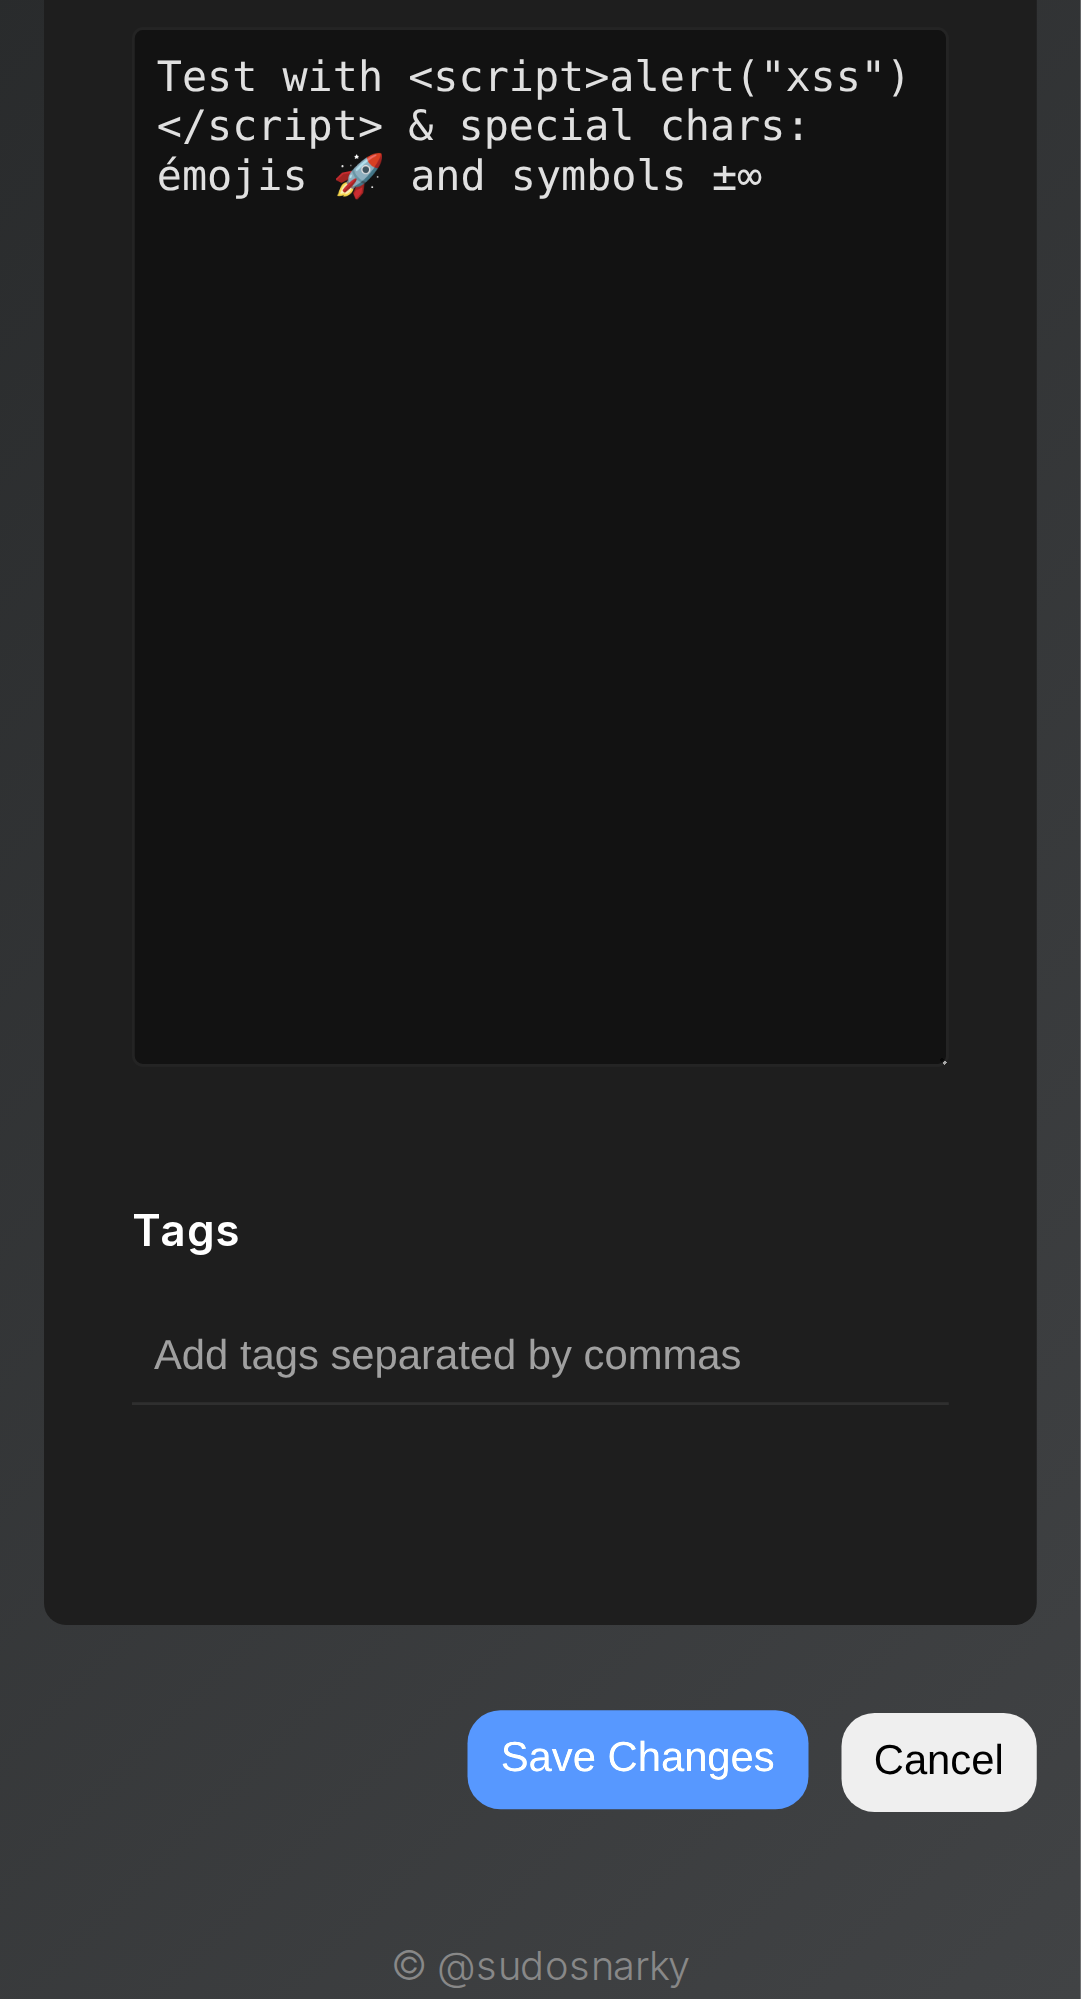 Test with <script>alert("xss")
</script> & special chars:
émojis 🚀 and symbols ±∞
Tags
Add tags separated by commas
Save Changes
Cancel
© @sudosnarky